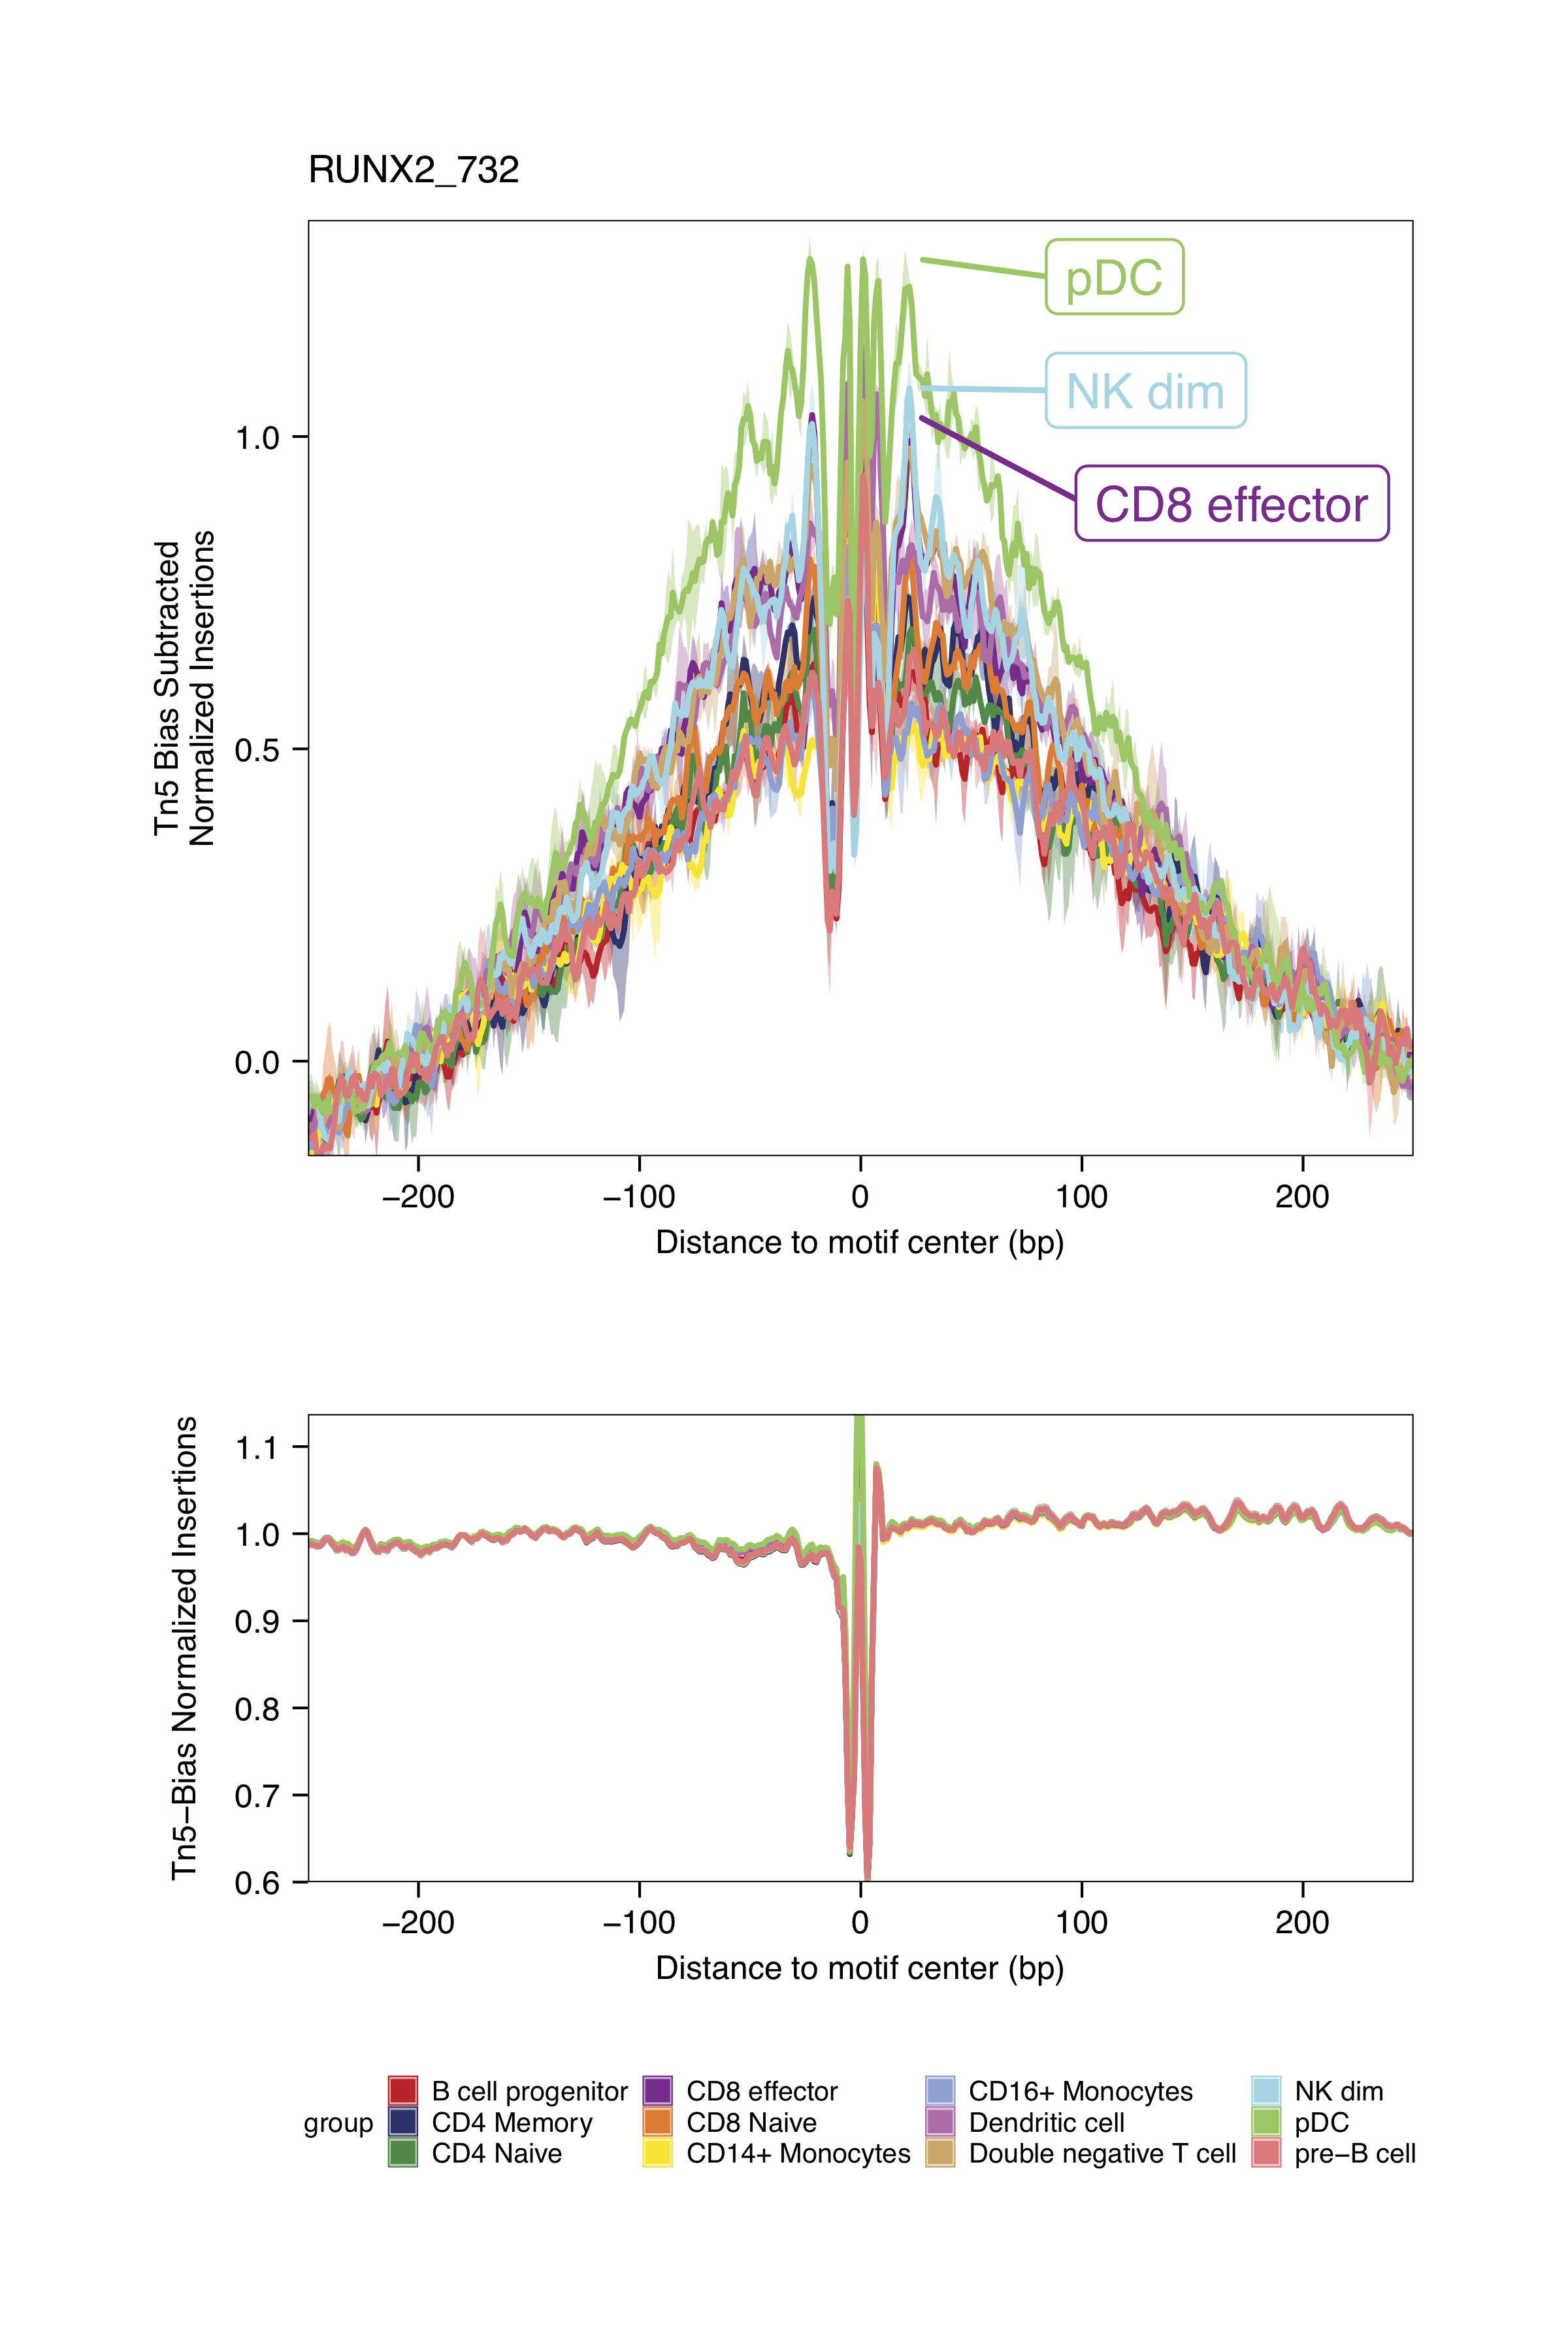 RUNX2_732
pDC
NK dim
CD8 effector
Tn5 Bias Subtracted
Normalized Insertions
1.0
0.5
0.0
−200 −100 0 100 200
Distance to motif center (bp)
Tn5−Bias Normalized Insertions
1.1
1.0
0.9
0.8
0.7
0.6
−200 −100 0 100 200
Distance to motif center (bp)
B cell progenitor CD8 effector CD16+ Monocytes NK dim
group CD4 Memory CD8 Naive Dendritic cell pDC
CD4 Naive CD14+ Monocytes Double negative T cell pre−B cell